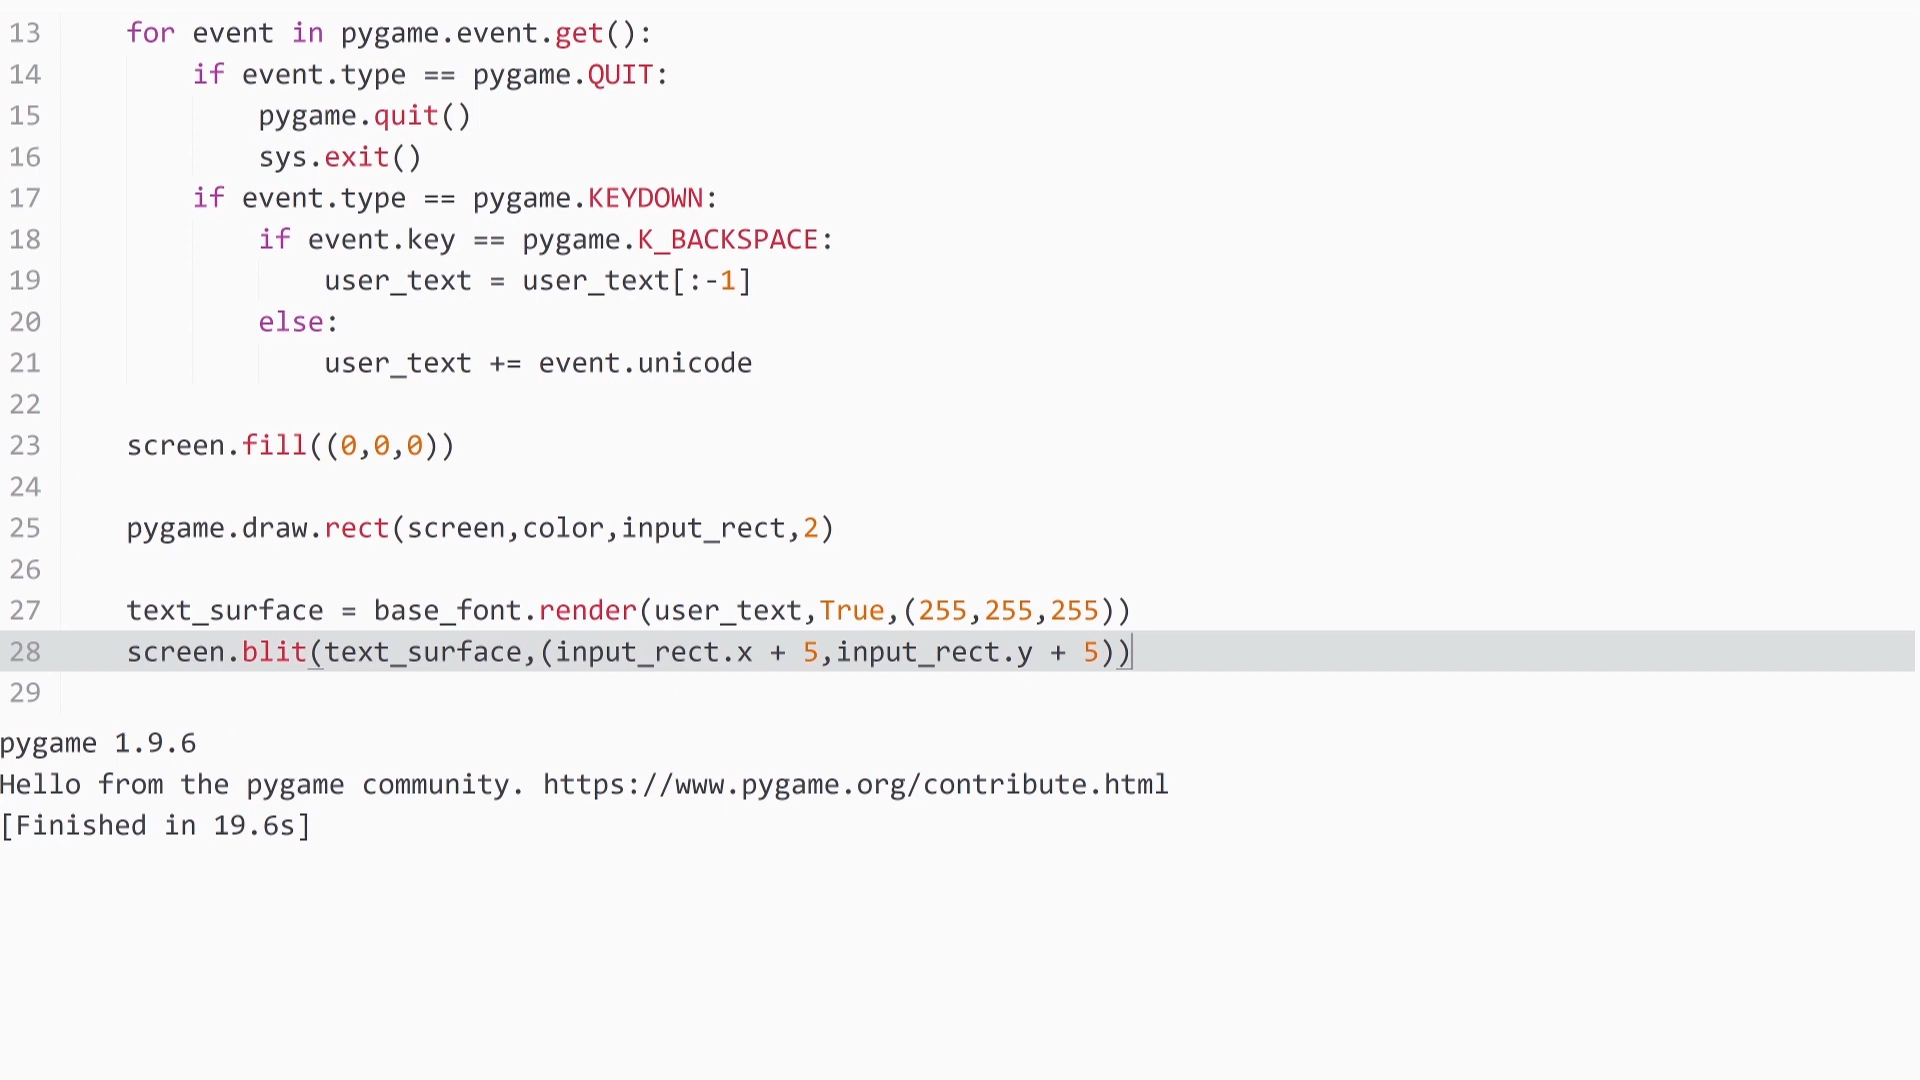 13 for event in pygame.event.get():
14 if event.type == pygame.QUIT:
15 pygame.quit()
16 sys.exit()
17 if event.type == pygame.KEYDOWN:
18 if event.key == pygame.K_BACKSPACE:
19 user_text = user_text[:-1]
20 else:
21 user_text += event.unicode
22
23 screen.fill((0,0,0))
24
25 pygame.draw.rect(screen,color,input_rect,2)
26
27 text_surface = base_font.render(user_text,True,(255,255,255))
28 screen.blit(text_surface,(input_rect.x + 5,input_rect.y + 5))
29
pygame 1.9.6
Hello from the pygame community. https://www.pygame.org/contribute.html
[Finished in 19.6s]